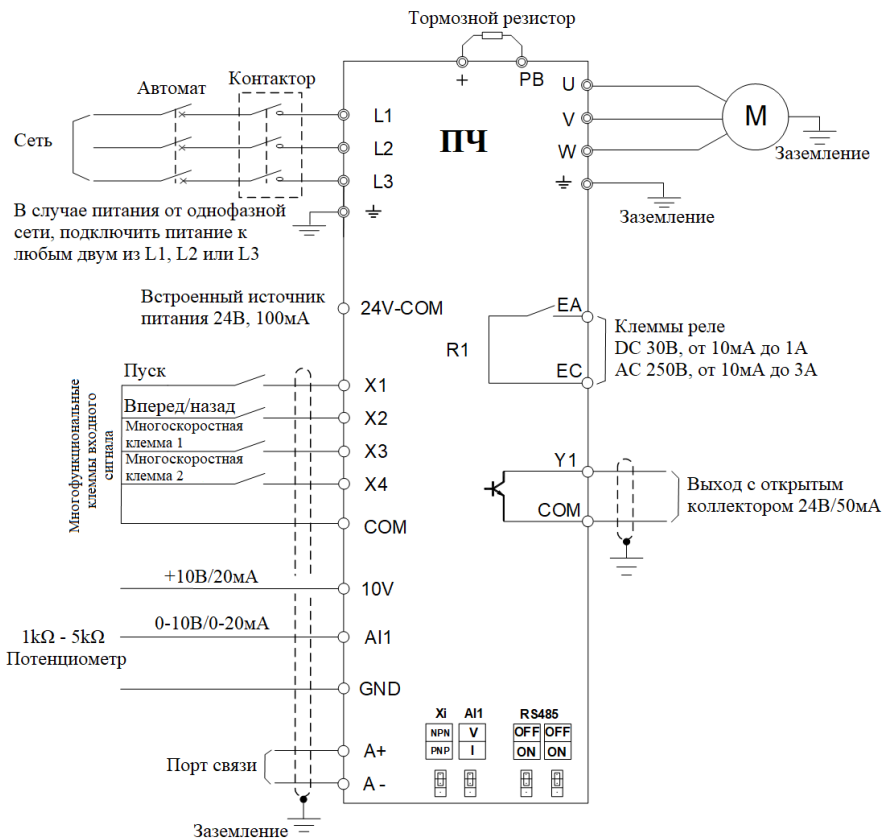 Тормозной резистор
+
PB
Автомат
Контактор
Сеть
L1
L2
L3
ПЧ
U
V
W
M
Заземление
Заземление
В случае питания от однофазной
сети, подключить питание к
любым двум из L1, L2 или L3
Встроенный источник
питания 24В, 100мА
24V-COM
R1
EA
EC
Клеммы реле
DC 30В, от 10мА до 1А
AC 250В, от 10мА до 3А
Многофункциональные
клеммы входного
сигнала
Пуск
X1
Вперед/назад
X2
Многоскоростная
клемма 1
X3
Многоскоростная
клемма 2
X4
COM
Y1
COM
Выход с открытым
коллектором 24В/50мА
+10В/20мА
10V
0-10В/0-20мА
AI1
1kΩ - 5kΩ
Потенциометр
GND
Xi AI1 RS485
NPN V OFF OFF
PNP I ON ON
Порт связи
A+
A -
Заземление